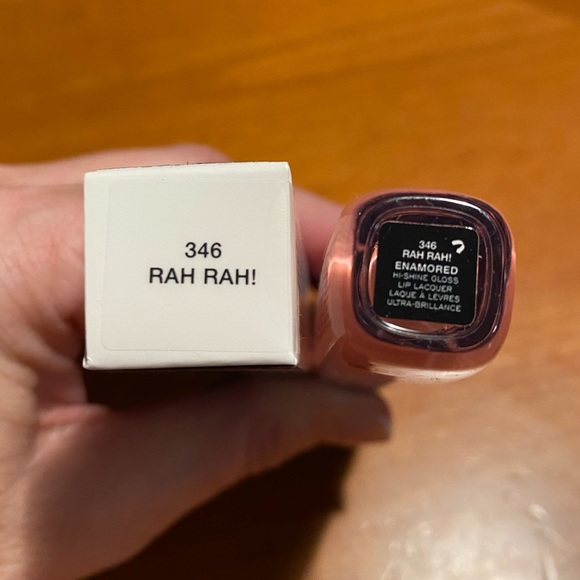 346
RAH RAH!
346
RAH RAH!
ENAMORED
HI-SHINE GLOSS
LIP LACQUER
LAQUE À LÈVRES
ULTRA-BRILLANCE